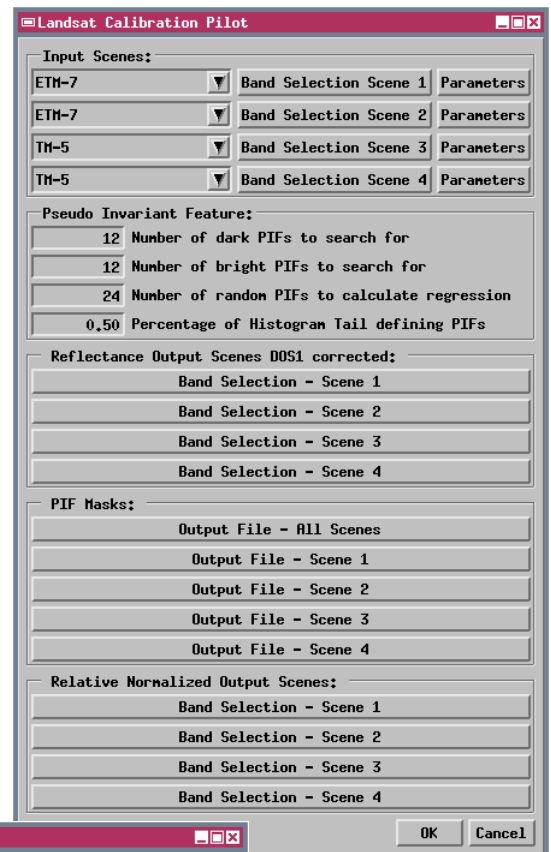 Landsat Calibration Pilot
Input Scenes:
ETM-7 Band Selection Scene 1 Parameters
ETM-7 Band Selection Scene 2 Parameters
TM-5 Band Selection Scene 3 Parameters
TM-5 Band Selection Scene 4 Parameters
Pseudo Invariant Feature:
12 Number of dark PIFs to search for
12 Number of bright PIFs to search for
24 Number of random PIFs to calculate regression
0.50 Percentage of Histogram Tail defining PIFs
Reflectance Output Scenes DOS1 corrected:
Band Selection - Scene 1
Band Selection - Scene 2
Band Selection - Scene 3
Band Selection - Scene 4
PIF Masks:
Output File - All Scenes
Output File - Scene 1
Output File - Scene 2
Output File - Scene 3
Output File - Scene 4
Relative Normalized Output Scenes:
Band Selection - Scene 1
Band Selection - Scene 2
Band Selection - Scene 3
Band Selection - Scene 4
OK Cancel